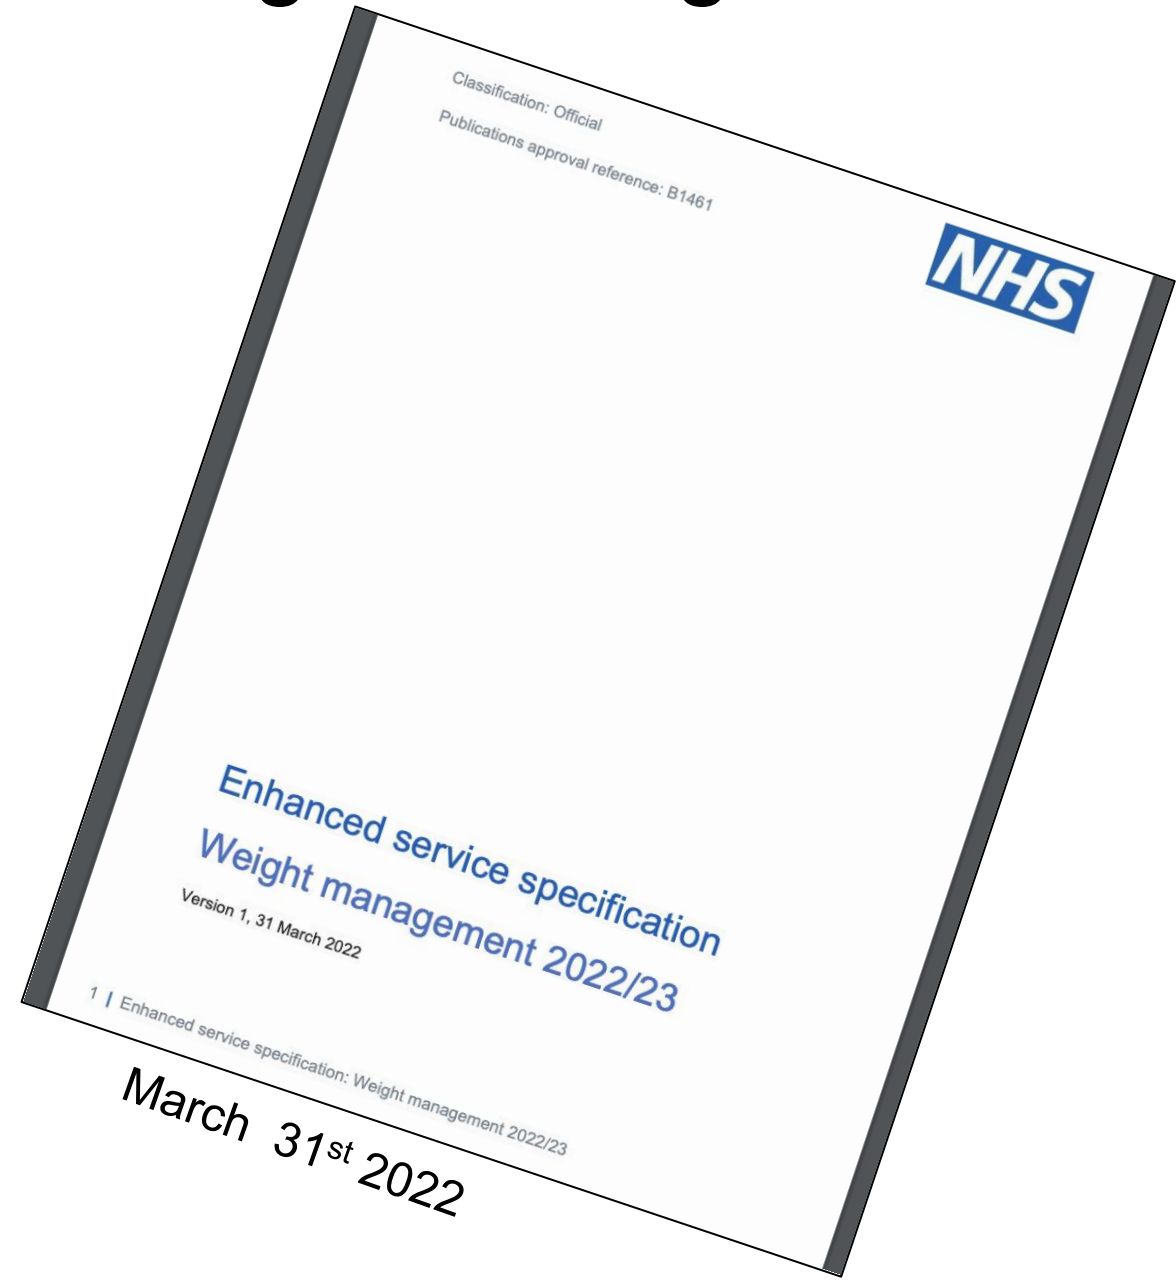 Classification: Official
Publications approval reference: B1461
NHS
Enhanced service specification
Weight management 2022/23
Version 1, 31 March 2022
1 | Enhanced service specification: Weight management 2022/23
March 31st 2022